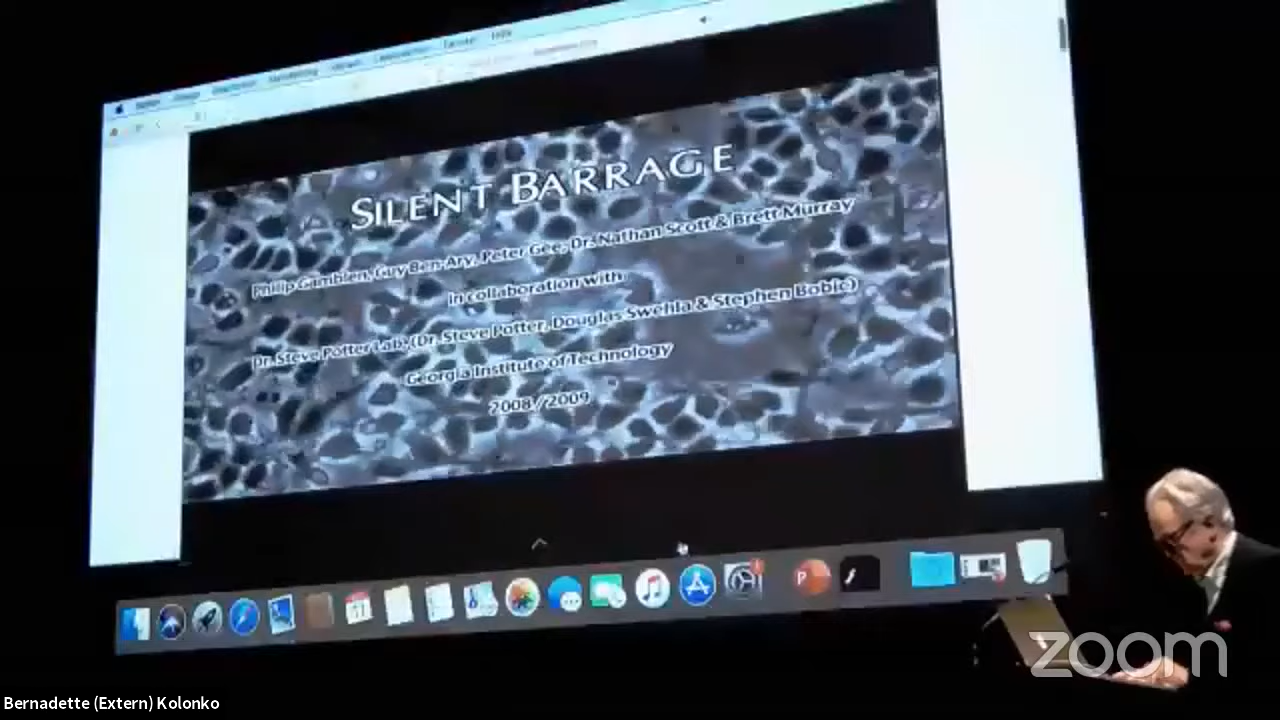 SILENT BARRAGE
Philip Gamblen, Guy Ben-Ary, Peter Gee, Dr. Nathan Scott & Brett Murray
In collaboration with
Dr. Steve Potter Lab, (Dr. Steve Potter, Douglas Swehla & Stephen Bobic)
Georgia Institute of Technology
2008 / 2009
zoom
Bernadette (Extern) Kolonko